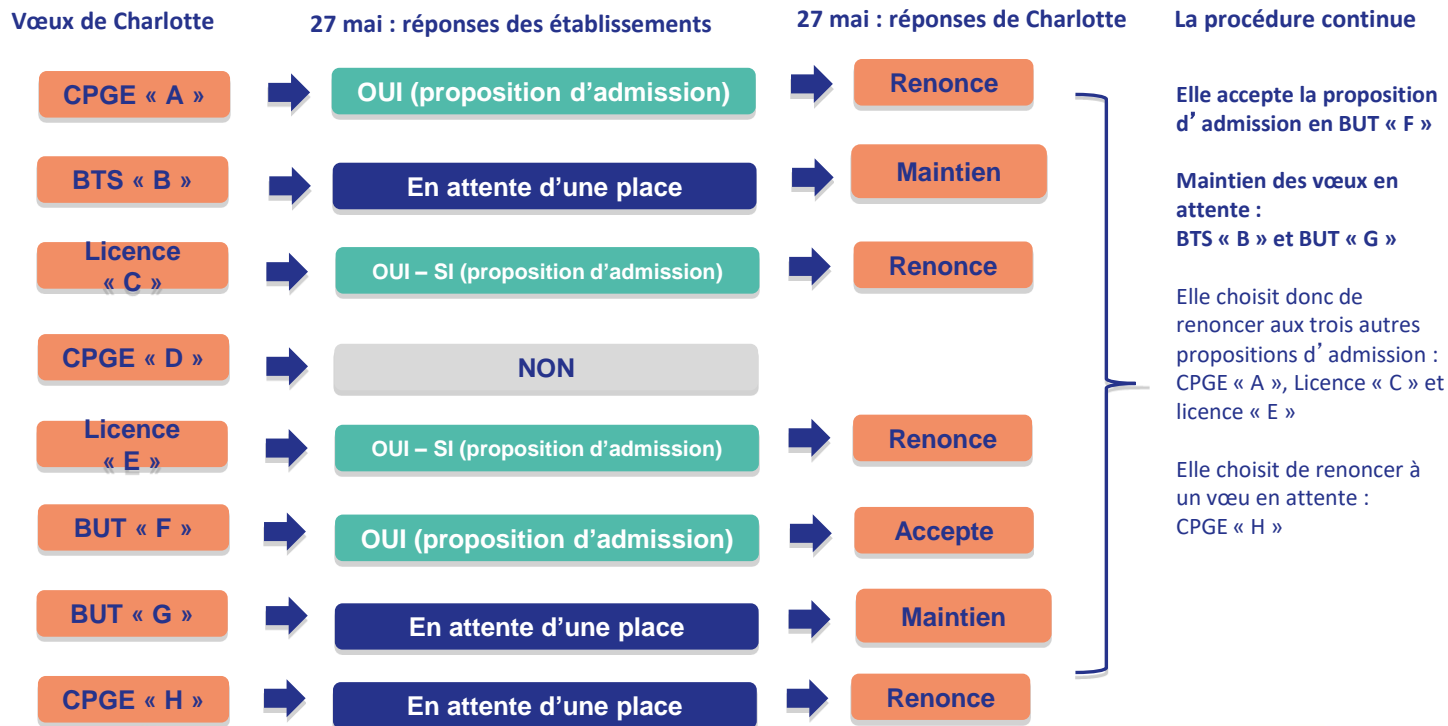 Vœux de Charlotte
27 mai : réponses des établissements
27 mai : réponses de Charlotte
La procédure continue
CPGE « A »
OUI (proposition d’admission)
Renonce
BTS « B »
En attente d’une place
Maintien
Licence
« C »
OUI – SI (proposition d’admission)
Renonce
CPGE « D »
NON
Licence
« E »
OUI – SI (proposition d’admission)
Renonce
BUT « F »
OUI (proposition d’admission)
Accepte
BUT « G »
En attente d’une place
Maintien
CPGE « H »
En attente d’une place
Renonce
Elle accepte la proposition
d’ admission en BUT « F »
Maintien des vœux en
attente :
BTS « B » et BUT « G »
Elle choisit donc de
renoncer aux trois autres
propositions d’ admission :
CPGE « A », Licence « C » et
licence « E »
Elle choisit de renoncer à
un vœu en attente :
CPGE « H »